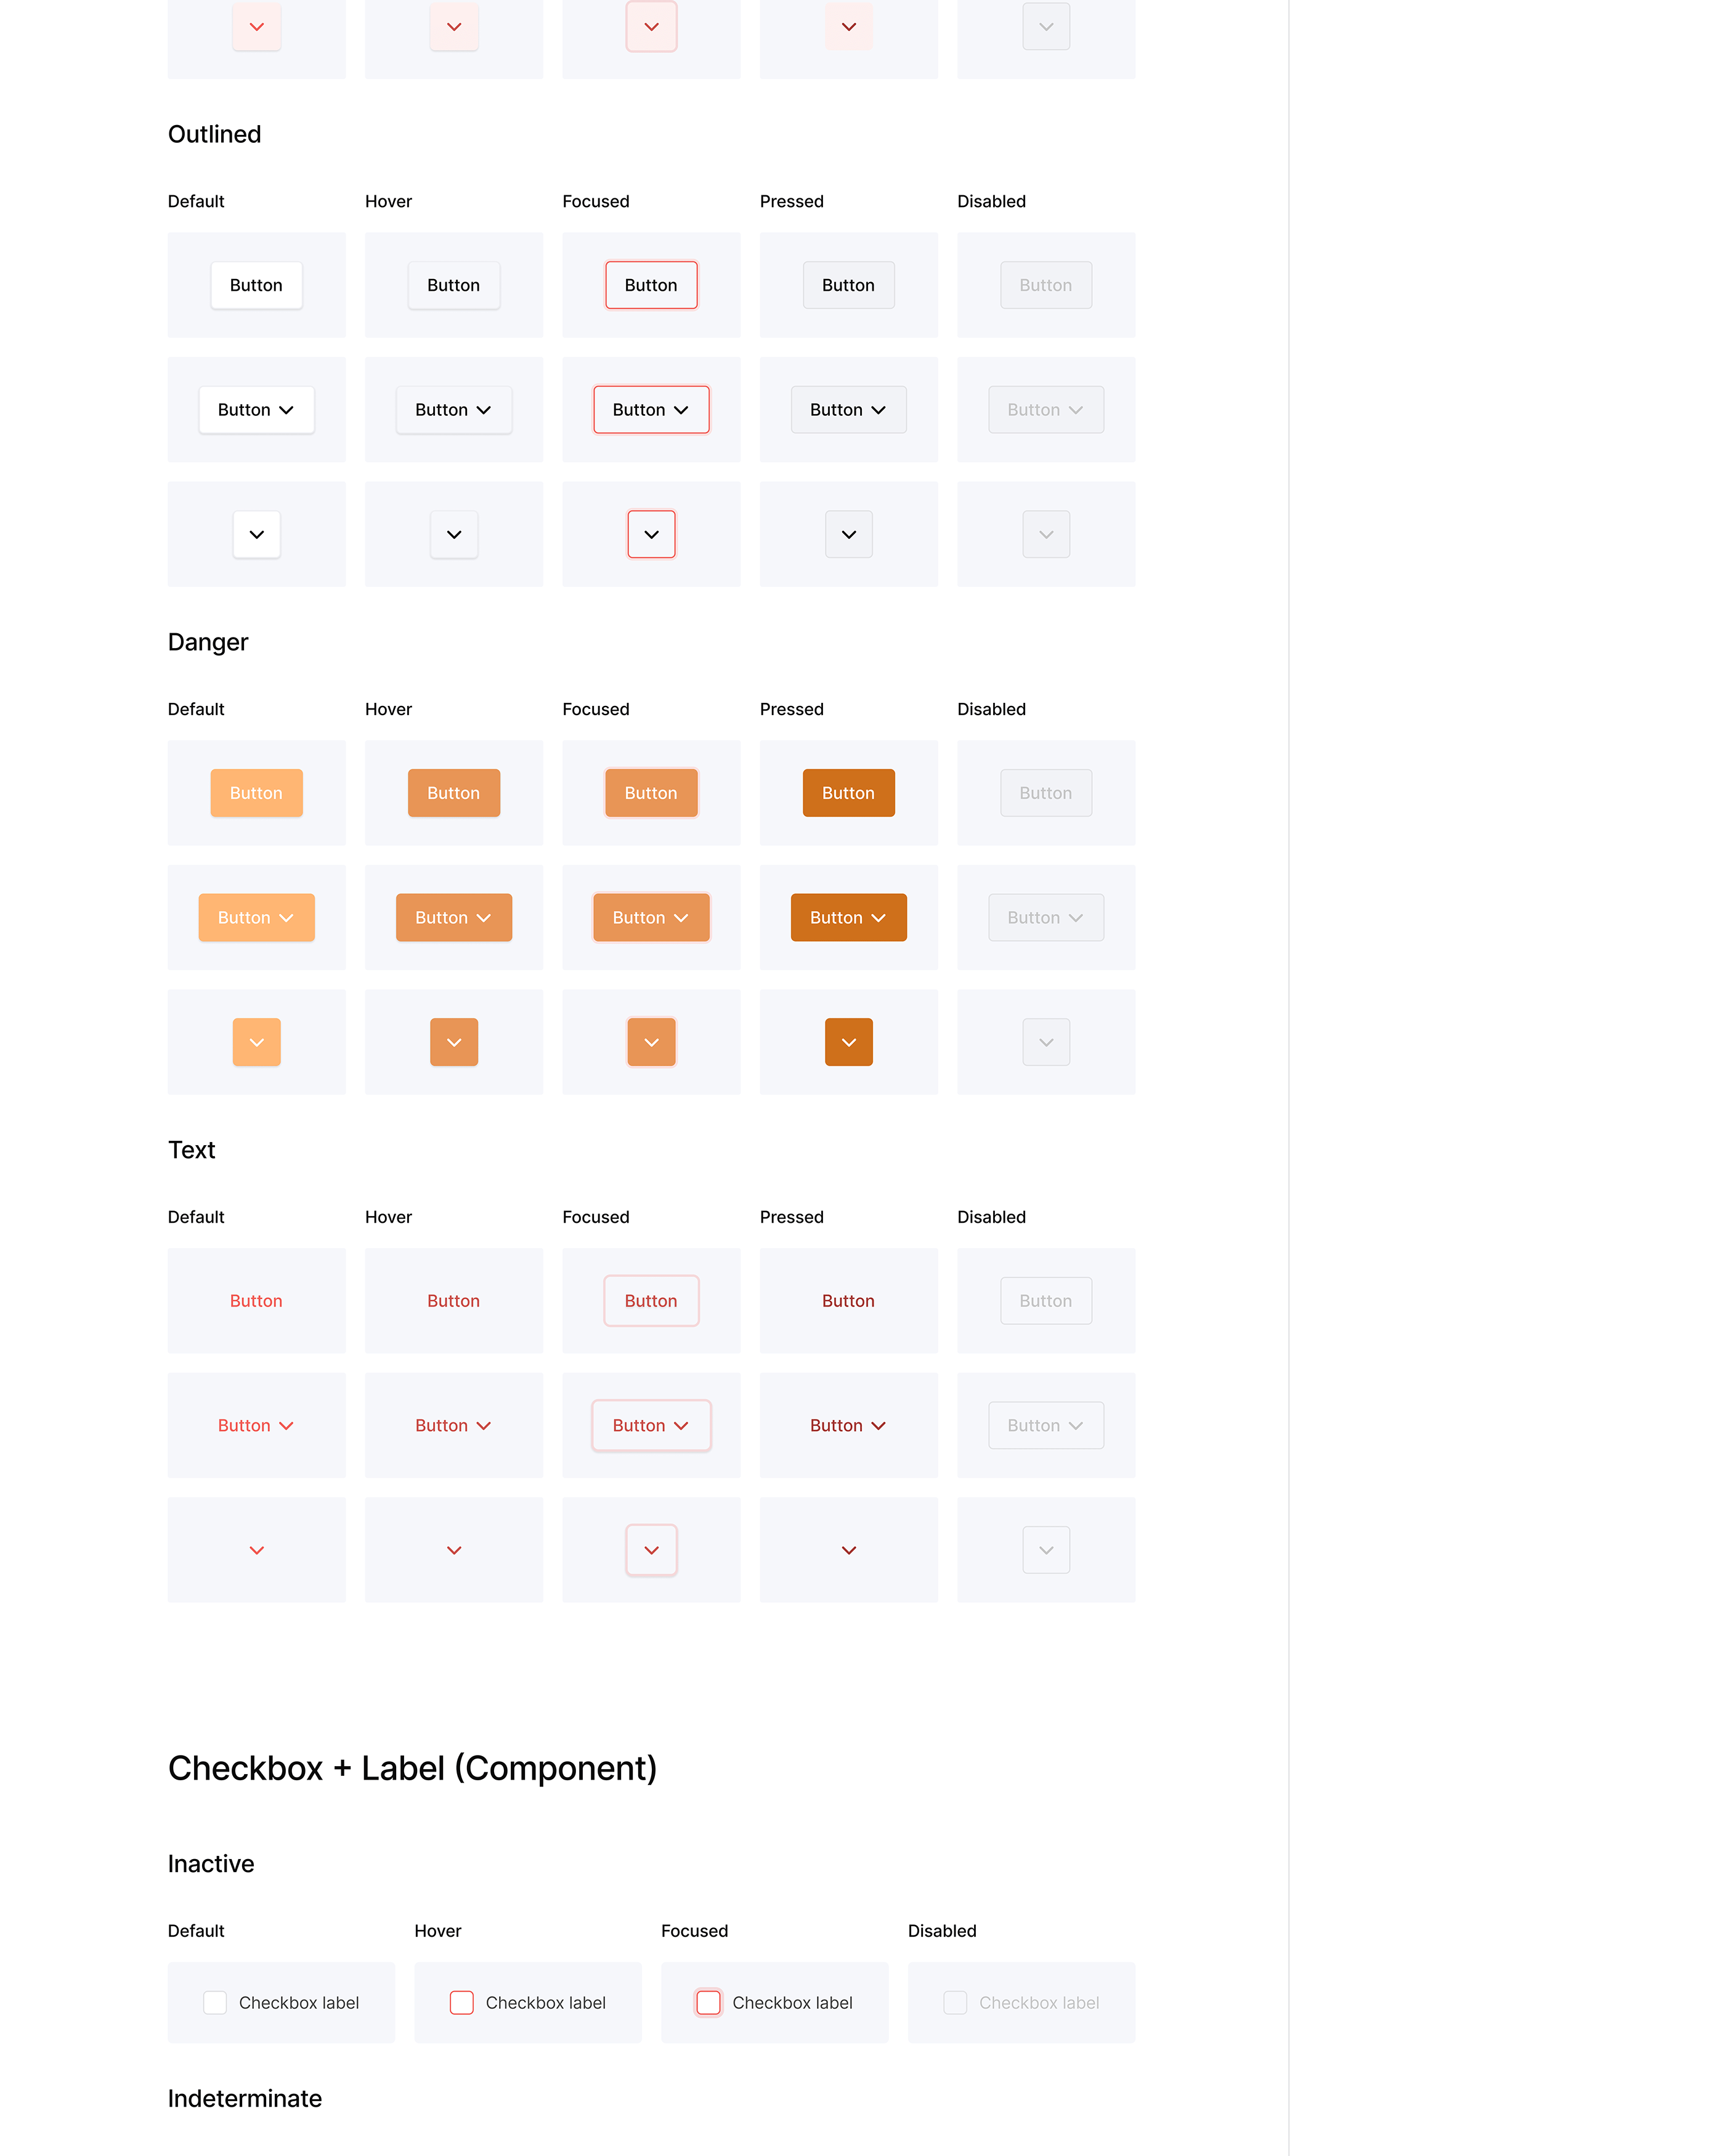 Outlined
Default Hover Focused Pressed Disabled
Button Button Button Button Button
Button Button Button Button Button
Danger
Default Hover Focused Pressed Disabled
Button Button Button Button Button
Button Button Button Button Button
Text
Default Hover Focused Pressed Disabled
Button Button Button Button Button
Button Button Button Button Button
Checkbox + Label (Component)
Inactive
Default Hover Focused Disabled
Checkbox label Checkbox label Checkbox label Checkbox label
Indeterminate